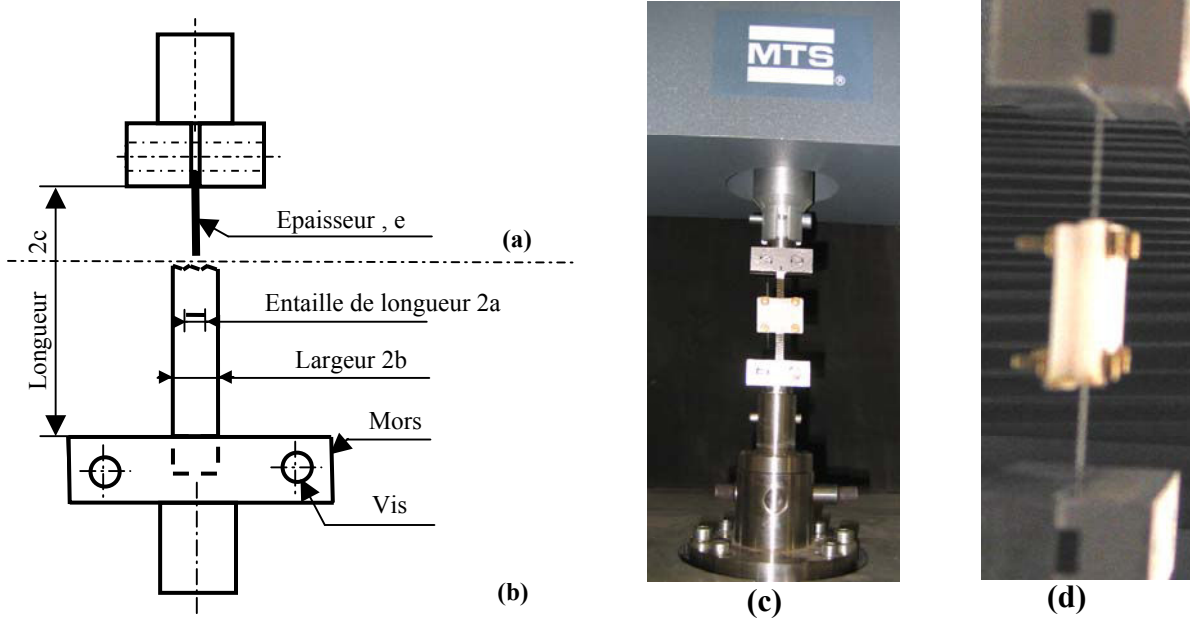 Epaisseur , e
(a)
Longueur 2c
Entaille de longueur 2a
Largeur 2b
Mors
Vis
(b)
MTS
®
(c)
(d)